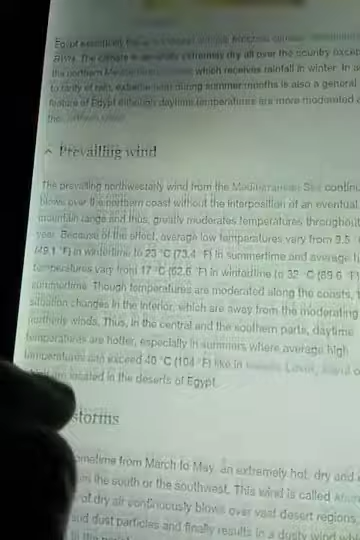 Egypt essentially has
River. The climate is generally extremely dry all over the country except
the northern Mediterranean which receives rainfall in winter. In a
to rarity of rain, extreme heat during summer months is also a general
feature of Egypt although daytime temperatures are more moderated
the northern coast.
Prevailing wind
The prevailing northwesterly wind from the Mediterranean Sea continu
blows over the northern coast without the interposition of an eventual
mountain range and thus, greatly moderates temperatures throughout
year. Because of the effect, average low temperatures vary from 9.5
(49.1 °F) in wintertime to 23 °C (73.4 °F) in summertime and average h
temperatures vary from 17 °C (62.6 °F) in wintertime to 32 °C (89.6 °F)
summertime. Though temperatures are moderated along the coasts, t
situation changes in the interior, which are away from the moderating
northerly winds. Thus, in the central and the southern parts, daytime
temperatures are hotter, especially in summers where average high
temperatures can exceed 40 °C (104 °F) like in Luxor,
are located in the deserts of Egypt.
storms
ometime from March to May, an extremely hot, dry and
the south or the southwest. This wind is called
of dry air continuously blows over vast desert regions,
and dust particles and finally results in a dusty wind wh